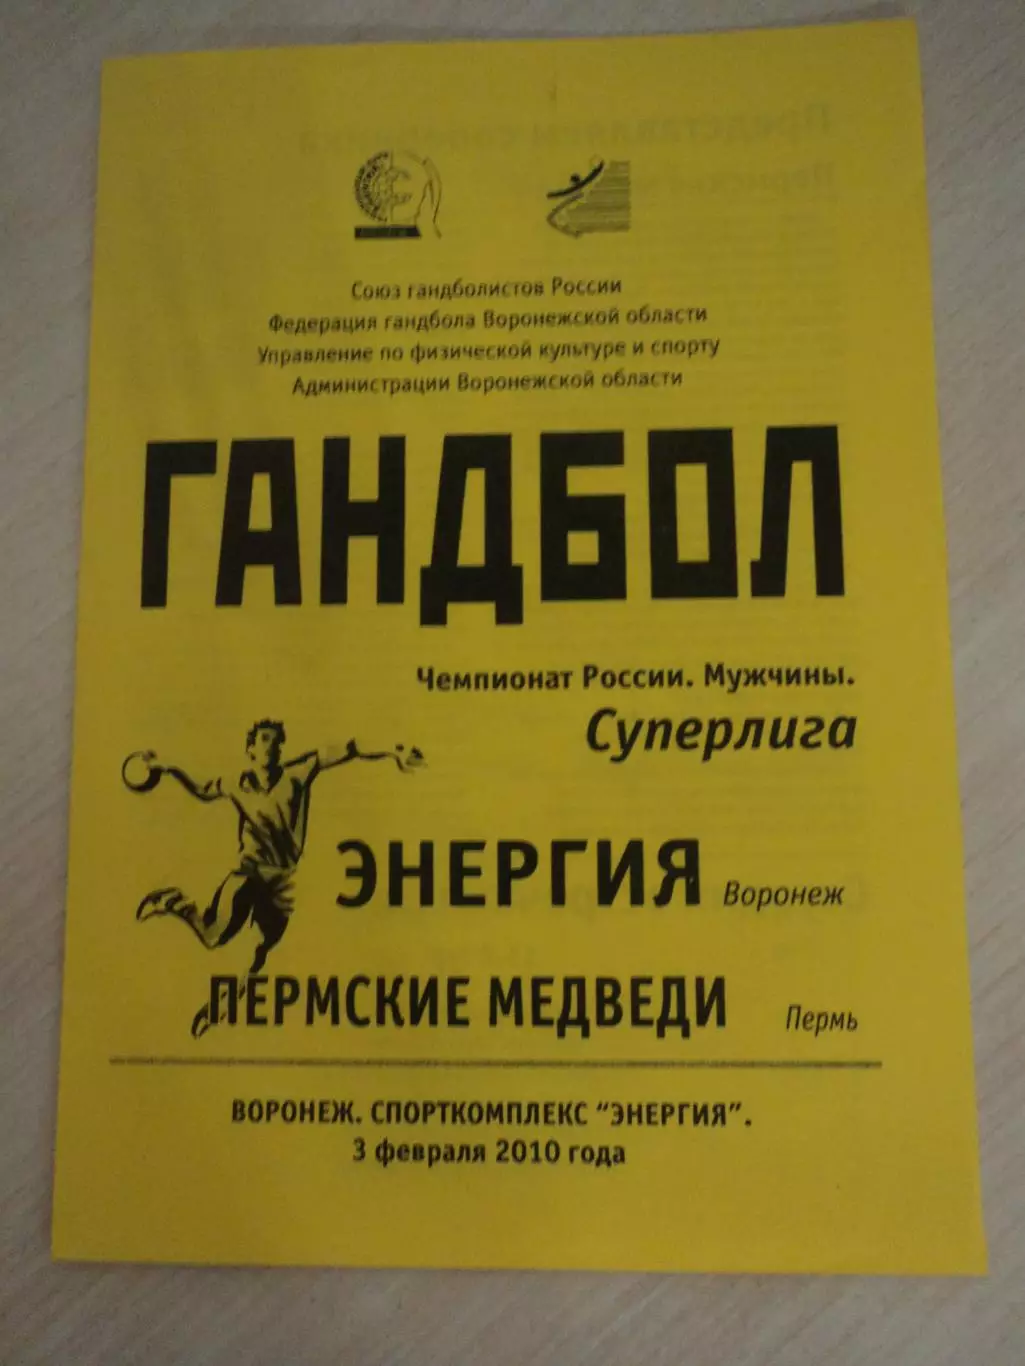 Союз гандболистов России
Федерация гандбола Воронежской области
Управление по физической культуре и спорту
Администрации Воронежской области
ГАНДБОЛ
Чемпионат России. Мужчины.
Суперлига
ЭНЕРГИЯ Воронеж
ПЕРМСКИЕ МЕДВЕДИ Пермь
ВОРОНЕЖ. СПОРТКОМПЛЕКС "ЭНЕРГИЯ".
3 февраля 2010 года